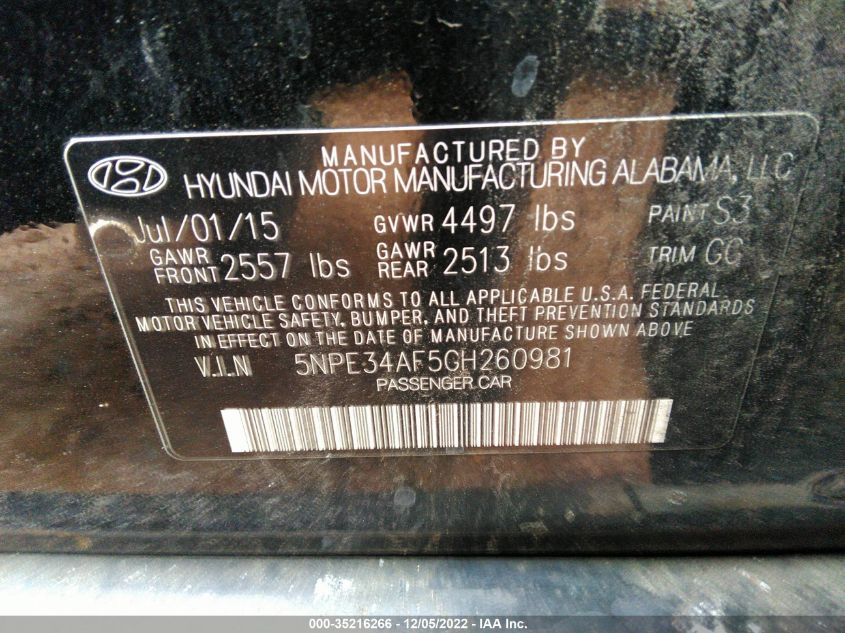 MANUFACTURED BY
HYUNDAI MOTOR MANUFACTURING ALABAMA, LLC
Jul/01/15 GVWR 4497 lbs PAINT S3
GAWR FRONT 2557 lbs GAWR REAR 2513 lbs TRIM CC
THIS VEHICLE CONFORMS TO ALL APPLICABLE U.S.A. FEDERAL
MOTOR VEHICLE SAFETY, BUMPER, AND THEFT PREVENTION STANDARDS
IN EFFECT ON THE DATE OF MANUFACTURE SHOWN ABOVE
V.I.N 5NPE34AF5GH260981
PASSENGER CAR
000-35216266 - 12/05/2022 - IAA Inc.